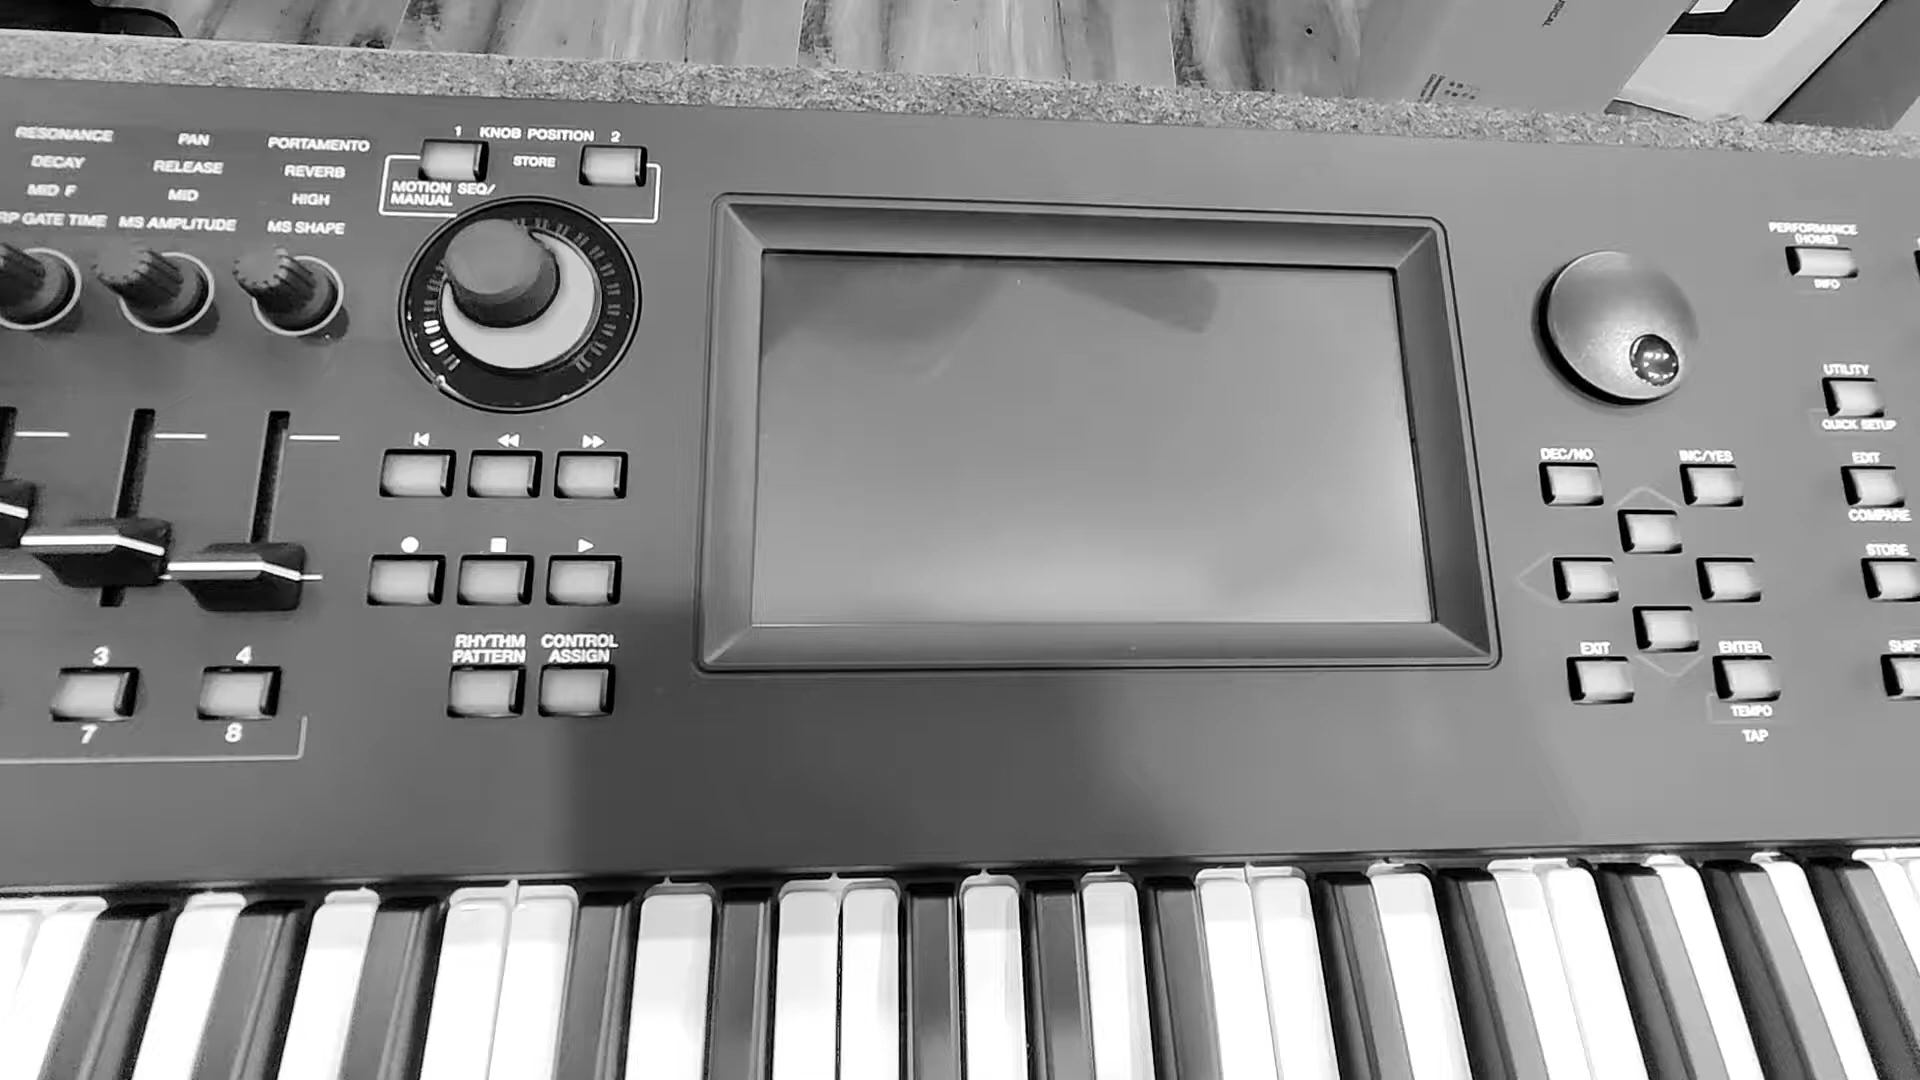 RESONANCE PAN PORTAMENTO
DECAY RELEASE REVERB
MID F MID HIGH
RP GATE TIME MS AMPLITUDE MS SHAPE
1 KNOB POSITION 2
STORE
MOTION SEQ/
MANUAL
RHYTHM
PATTERN
CONTROL
ASSIGN
3 4
7 8
PERFORMANCE
(HOME)
INFO
UTILITY
QUICK SETUP
DEC/NO INC/YES
EDIT
COMPARE
STORE
EXIT ENTER
SHIFT
TEMPO
TAP